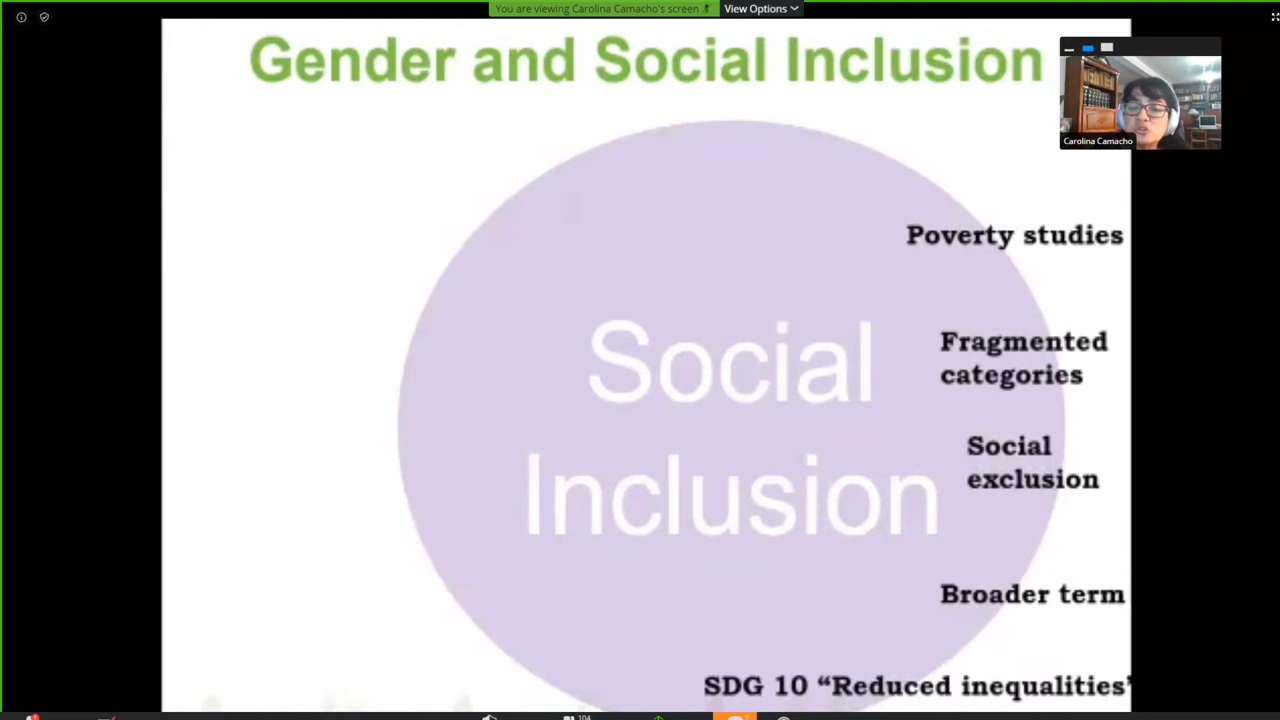 You are viewing Carolina Camacho's screen
View Options
Gender and Social Inclusion
Carolina Camacho
Poverty studies
Fragmented
categories
Social
exclusion
Social
Inclusion
Broader term
SDG 10 “Reduced inequalities’
104